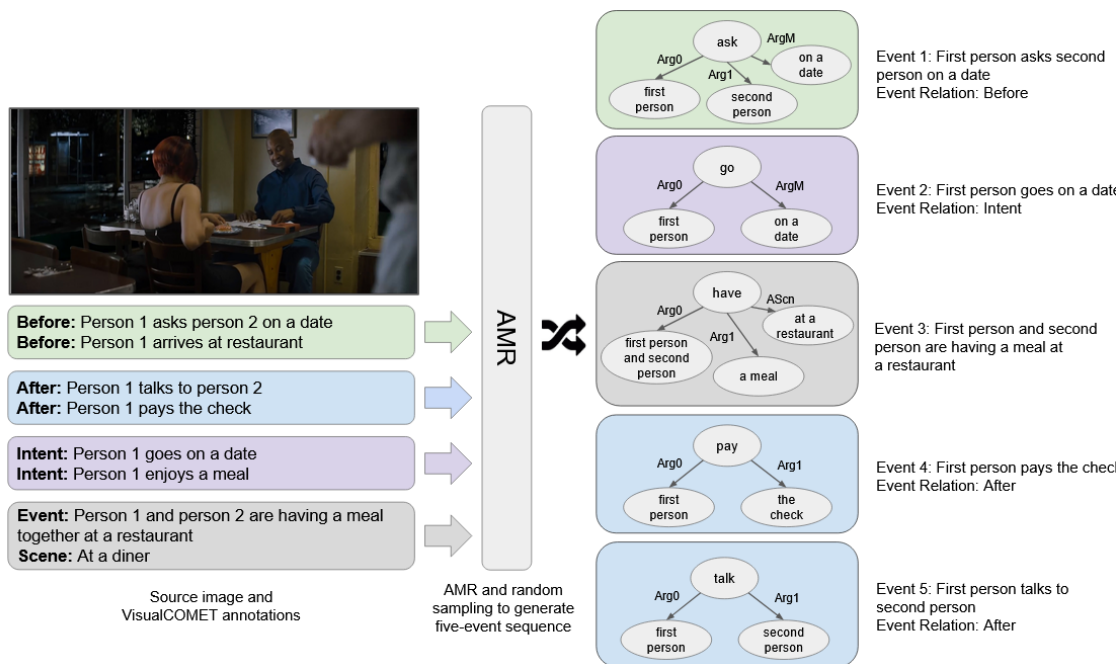 Before: Person 1 asks person 2 on a date
Before: Person 1 arrives at restaurant
After: Person 1 talks to person 2
After: Person 1 pays the check
Intent: Person 1 goes on a date
Intent: Person 1 enjoys a meal
Event: Person 1 and person 2 are having a meal
together at a restaurant
Scene: At a diner
Source image and
VisualCOMET annotations
AMR
AMR and random
sampling to generate
five-event sequence
ask
Arg0
Arg1
ArgM
first
person
second
person
on a
date
Event 1: First person asks second
person on a date
Event Relation: Before
go
Arg0
ArgM
first
person
on a
date
Event 2: First person goes on a date
Event Relation: Intent
have
Arg0
Arg1
AScn
first person
and second
person
a meal
at a
restaurant
Event 3: First person and second
person are having a meal at
a restaurant
pay
Arg0
Arg1
first
person
the
check
Event 4: First person pays the check
Event Relation: After
talk
Arg0
Arg1
first
person
second
person
Event 5: First person talks to
second person
Event Relation: After